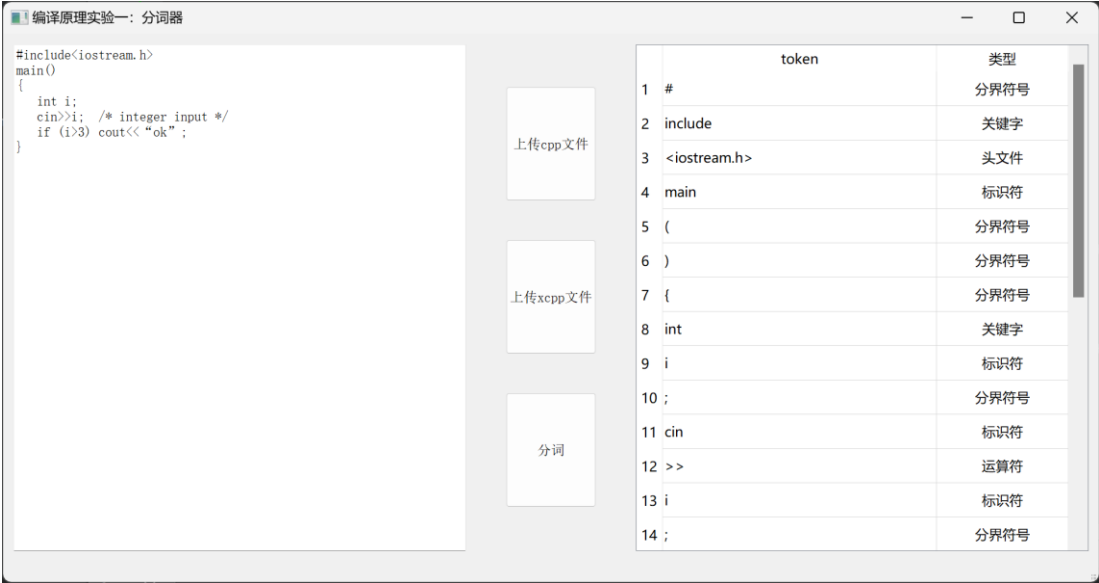 编译原理实验一：分词器
#include<iostream.h>
main()
{
   int i;
   cin>>i;  /* integer input */
   if (i>3) cout<<“ok”;
}
上传cpp文件
上传xcpp文件
分词
token 类型
1 # 分界符号
2 include 关键字
3 <iostream.h> 头文件
4 main 标识符
5 ( 分界符号
6 ) 分界符号
7 { 分界符号
8 int 关键字
9 i 标识符
10 ; 分界符号
11 cin 标识符
12 >> 运算符
13 i 标识符
14 ; 分界符号